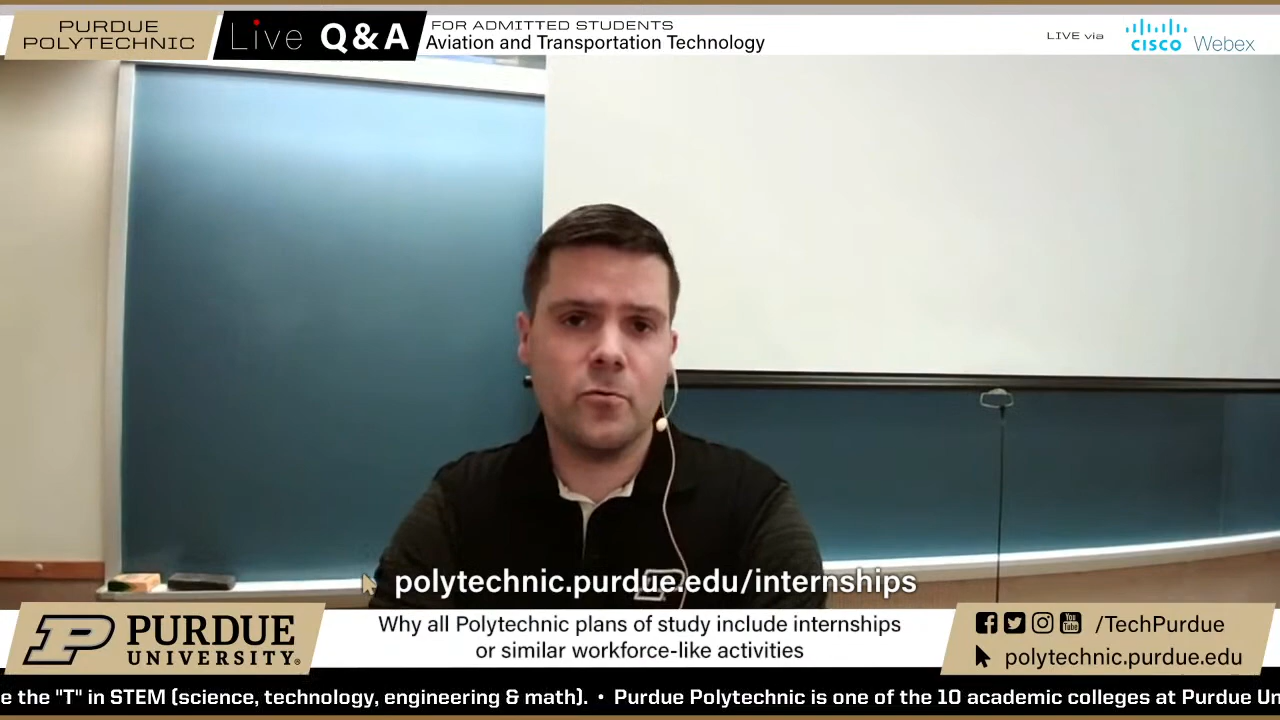 PURDUE
POLYTECHNIC
Live Q&A
FOR ADMITTED STUDENTS
Aviation and Transportation Technology
LIVE via
CISCO Webex
polytechnic.purdue.edu/internships
P PURDUE
UNIVERSITY®
Why all Polytechnic plans of study include internships
or similar workforce-like activities
You
Tube
/TechPurdue
polytechnic.purdue.edu
e the "T" in STEM (science, technology, engineering & math). • Purdue Polytechnic is one of the 10 academic colleges at Purdue Un